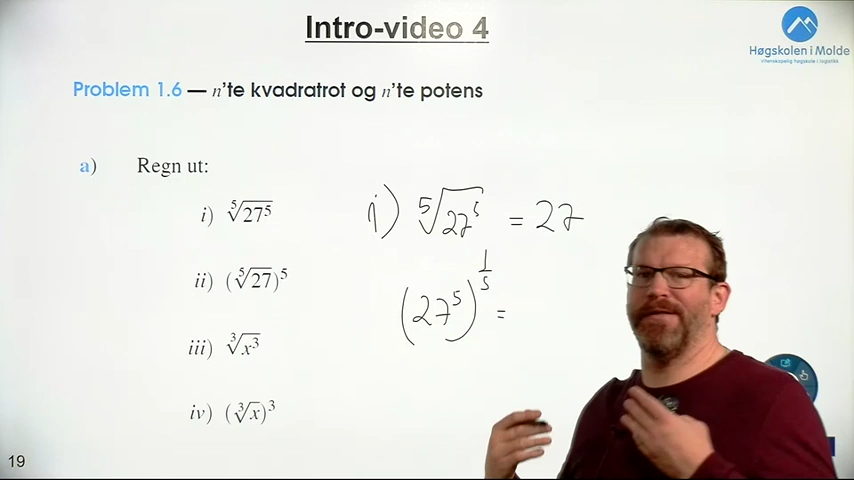 Intro-video 4
Høgskolen i Molde
Vitenskapelig høgskole i logistikk
Problem 1.6 — n'te kvadratrot og n'te potens
a) Regn ut:
i) ⁵√27⁵
i) ⁵√27⁵ = 27
ii) (⁵√27)⁵
(27⁵)^(1/5) =
iii) ³√x³
iv) (³√x)³
19